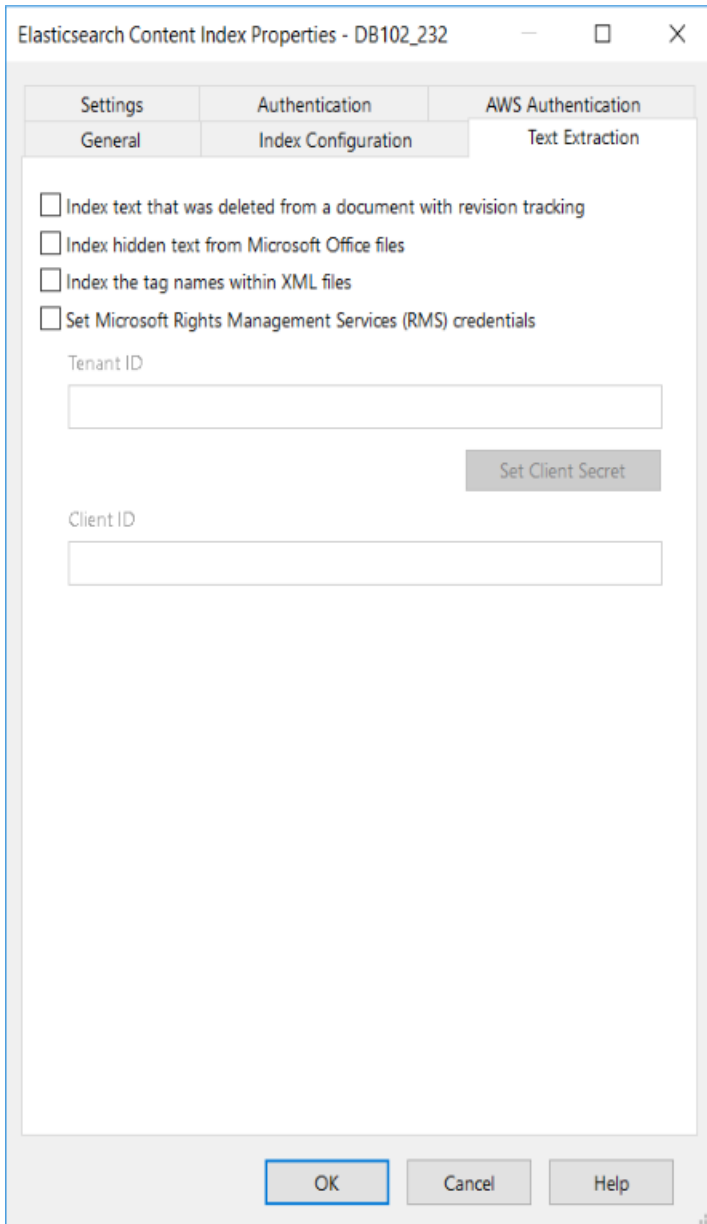 Elasticsearch Content Index Properties - DB102_232
Settings Authentication AWS Authentication
General Index Configuration Text Extraction
Index text that was deleted from a document with revision tracking
Index hidden text from Microsoft Office files
Index the tag names within XML files
Set Microsoft Rights Management Services (RMS) credentials
Tenant ID
Set Client Secret
Client ID
OK Cancel Help